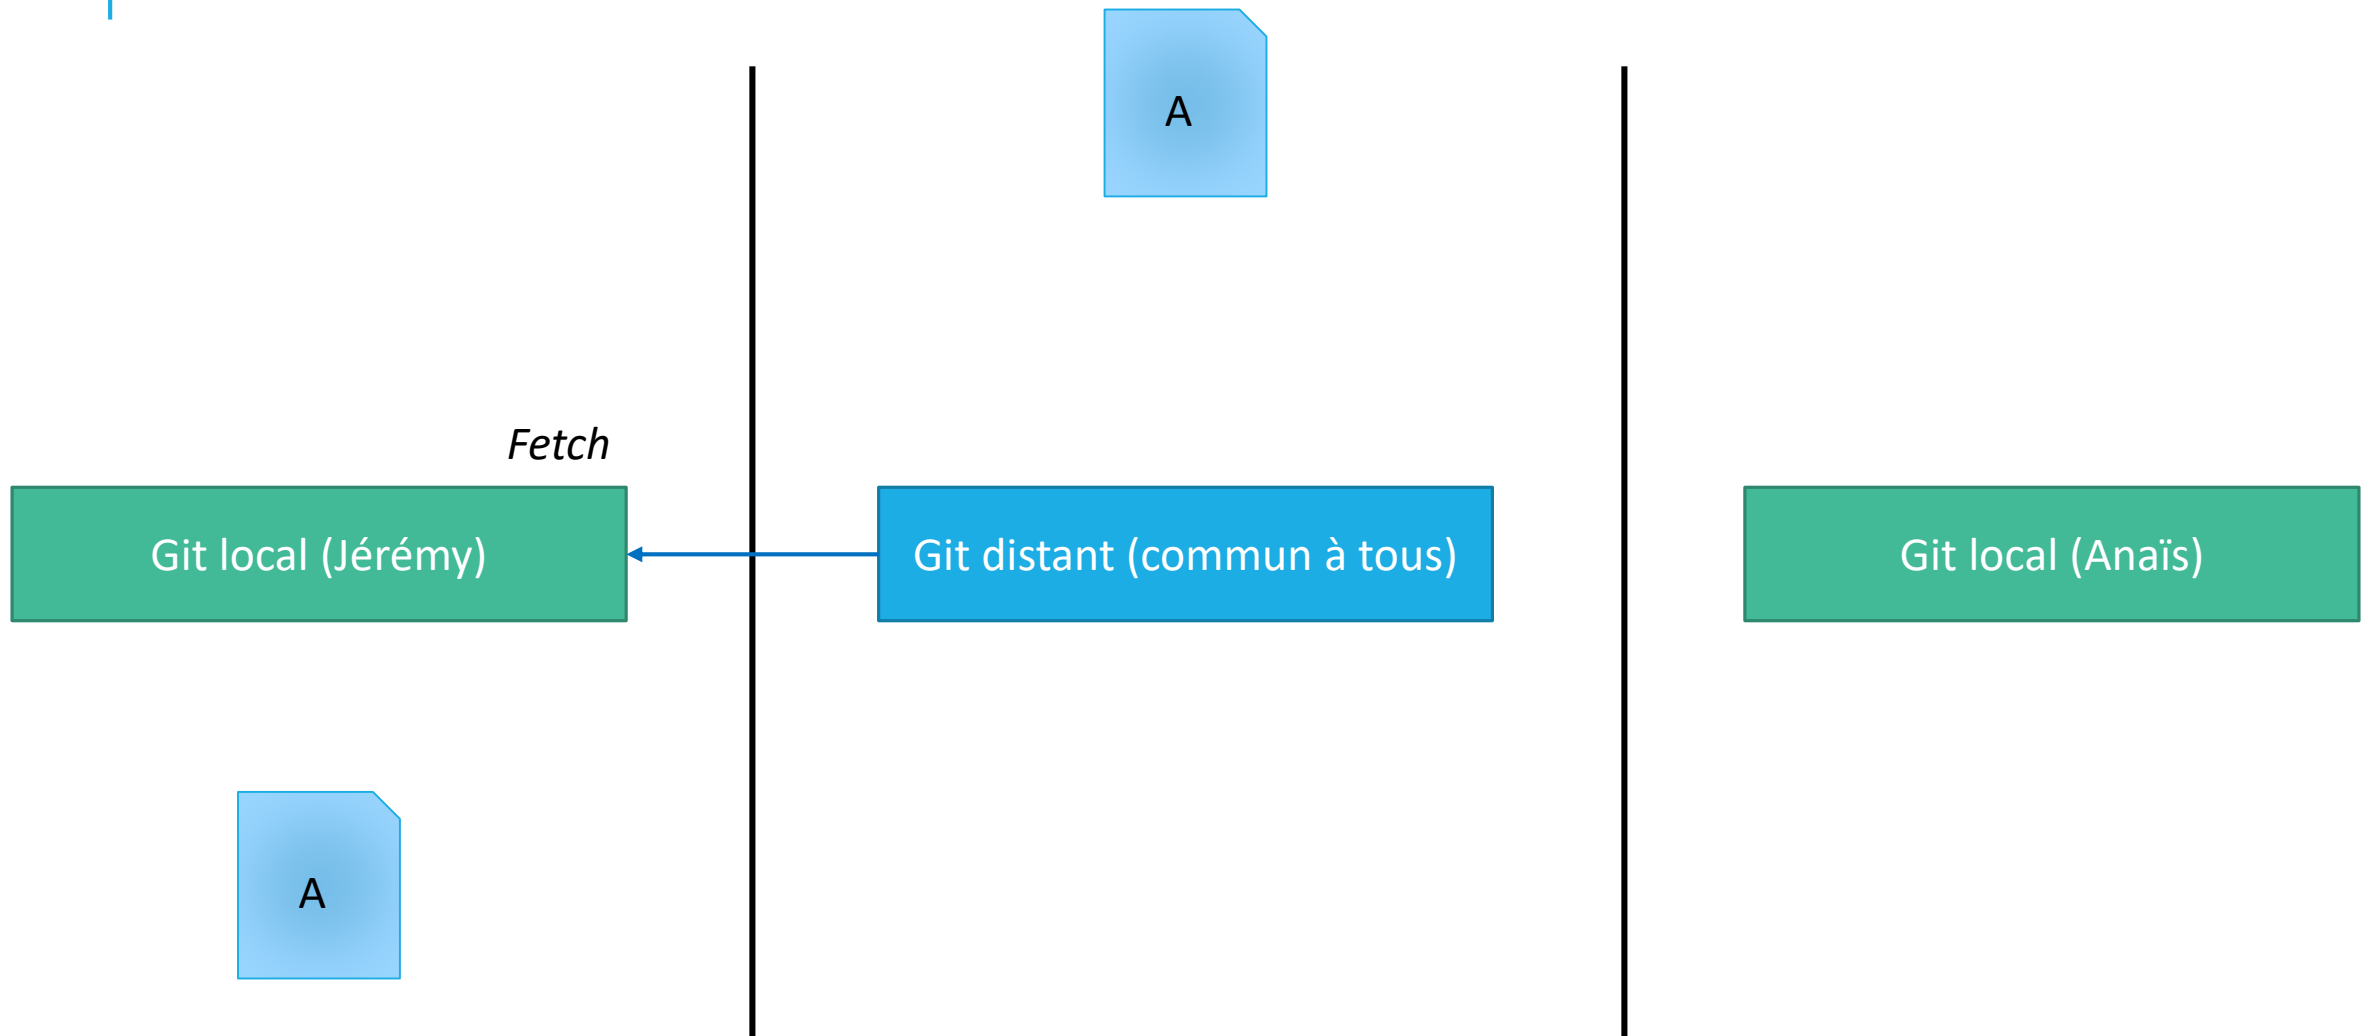 A
Fetch
Git local (Jérémy)
Git distant (commun à tous)
Git local (Anaïs)
A